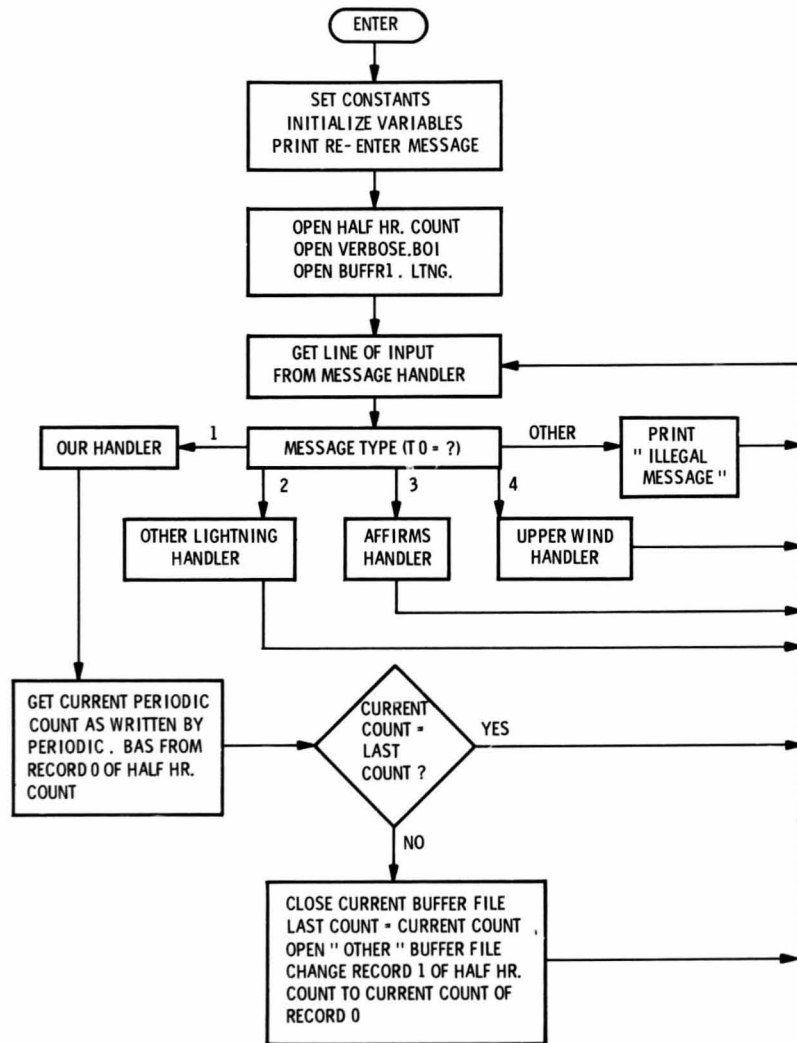 ENTER
SET CONSTANTS
INITIALIZE VARIABLES
PRINT RE-ENTER MESSAGE
OPEN HALF HR. COUNT
OPEN VERBOSE.BOI
OPEN BUFFR1. LTNG.
GET LINE OF INPUT
FROM MESSAGE HANDLER
OUR HANDLER
1
MESSAGE TYPE (T0 = ?)
OTHER
PRINT
" ILLEGAL
MESSAGE "
2
3
4
OTHER LIGHTNING
HANDLER
AFFIRMS
HANDLER
UPPER WIND
HANDLER
GET CURRENT PERIODIC
COUNT AS WRITTEN BY
PERIODIC. BAS FROM
RECORD 0 OF HALF HR.
COUNT
CURRENT
COUNT =
LAST
COUNT ?
YES
NO
CLOSE CURRENT BUFFER FILE
LAST COUNT = CURRENT COUNT
OPEN " OTHER " BUFFER FILE
CHANGE RECORD 1 OF HALF HR.
COUNT TO CURRENT COUNT OF
RECORD 0